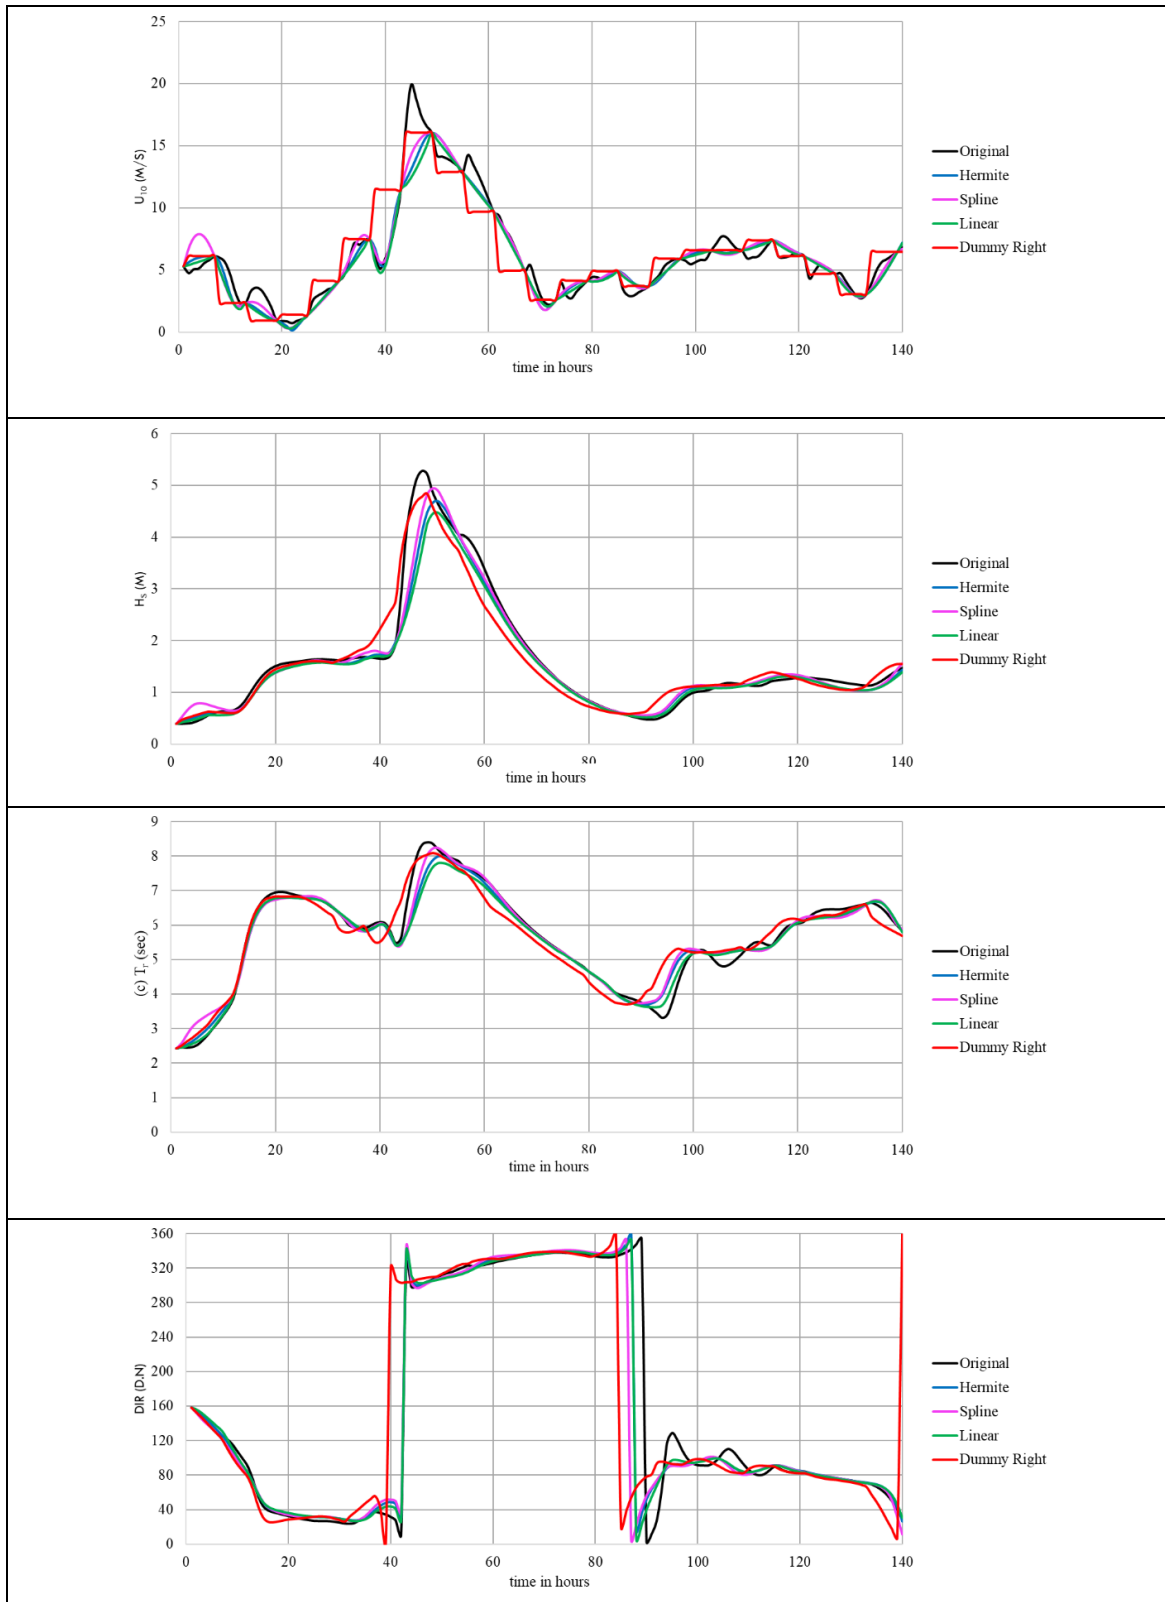 25
20
15
10
5
0
U10 (M/S)
0 20 40 60 80 100 120 140
time in hours
Original
Hermite
Spline
Linear
Dummy Right
6
5
4
3
2
1
0
HS (M)
0 20 40 60 80 100 120 140
time in hours
Original
Hermite
Spline
Linear
Dummy Right
9
8
7
6
5
4
3
2
1
0
(c) Tr (sec)
0 20 40 60 80 100 120 140
time in hours
Original
Hermite
Spline
Linear
Dummy Right
360
320
280
240
200
160
120
80
40
0
DIR (D.N)
0 20 40 60 80 100 120 140
time in hours
Original
Hermite
Spline
Linear
Dummy Right